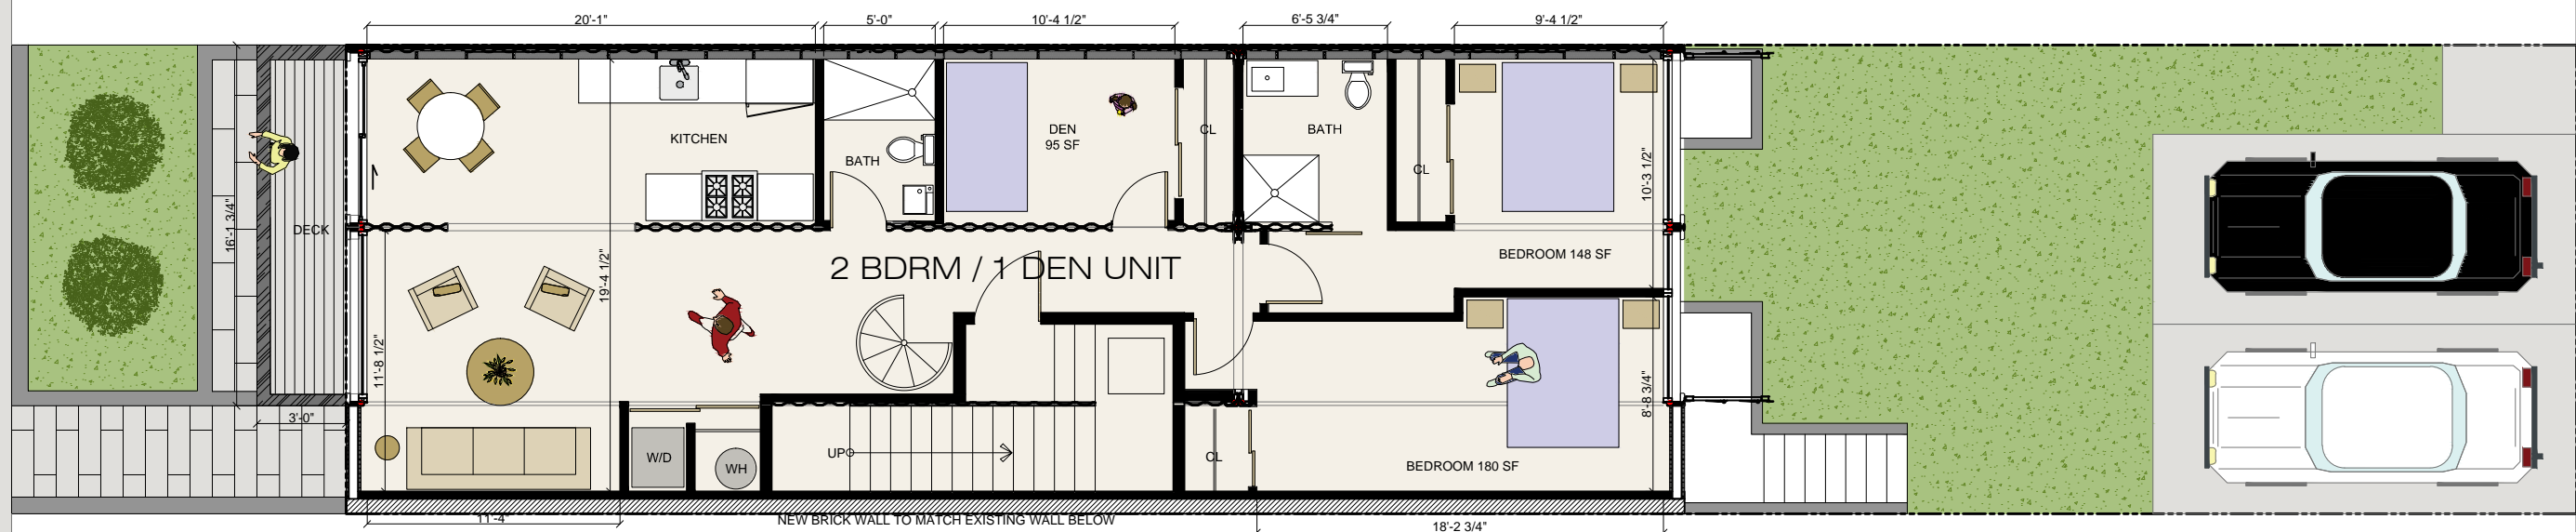 20'-1"
5'-0"
10'-4 1/2"
6'-5 3/4"
9'-4 1/2"
KITCHEN
BATH
DEN
95 SF
CL
BATH
CL
10'-3 1/2"
16'-1 3/4"
DECK
2 BDRM / 1 DEN UNIT
BEDROOM 148 SF
19'-4 1/2"
11'-8 1/2"
8'-8 3/4"
3'-0"
W/D
WH
UP
CL
BEDROOM 180 SF
11'-4"
NEW BRICK WALL TO MATCH EXISTING WALL BELOW
18'-2 3/4"